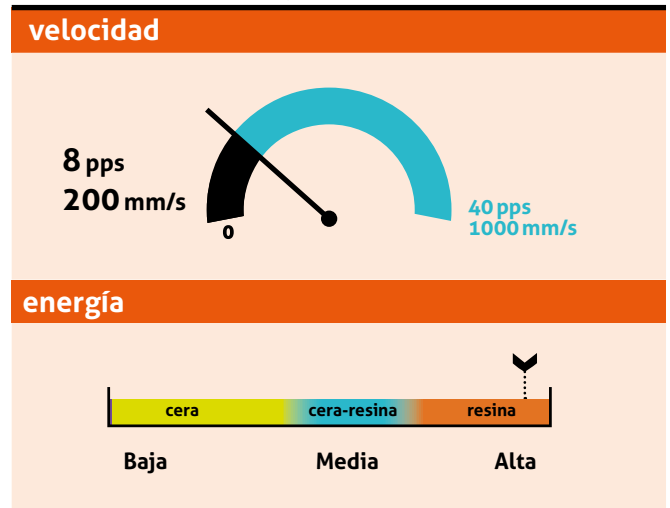 velocidad
8 pps
200 mm/s
0
40 pps
1000 mm/s
energía
cera
cera-resina
resina
Baja
Media
Alta